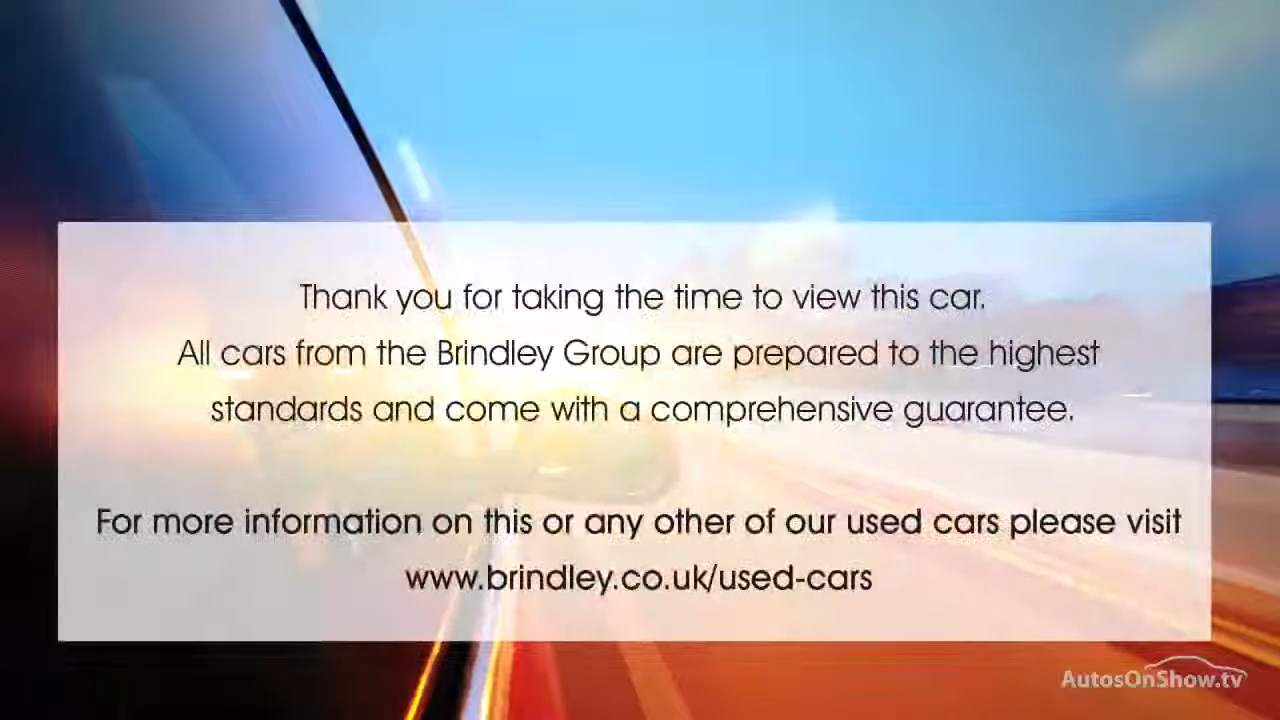 Thank you for taking the time to view this car.
All cars from the Brindley Group are prepared to the highest
standards and come with a comprehensive guarantee.
For more information on this or any other of our used cars please visit
www.brindley.co.uk/used-cars
AutosOnShow.tv